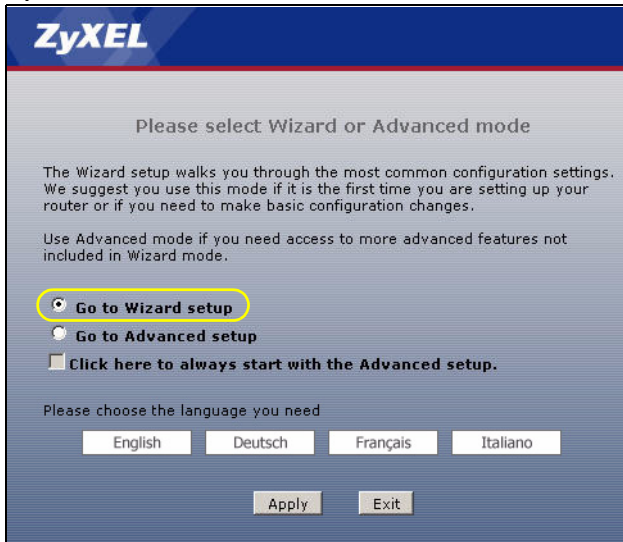 ZyXEL
Please select Wizard or Advanced mode
The Wizard setup walks you through the most common configuration settings.
We suggest you use this mode if it is the first time you are setting up your
router or if you need to make basic configuration changes.
Use Advanced mode if you need access to more advanced features not
included in Wizard mode.
Go to Wizard setup
Go to Advanced setup
Click here to always start with the Advanced setup.
Please choose the language you need
English Deutsch Français Italiano
Apply Exit